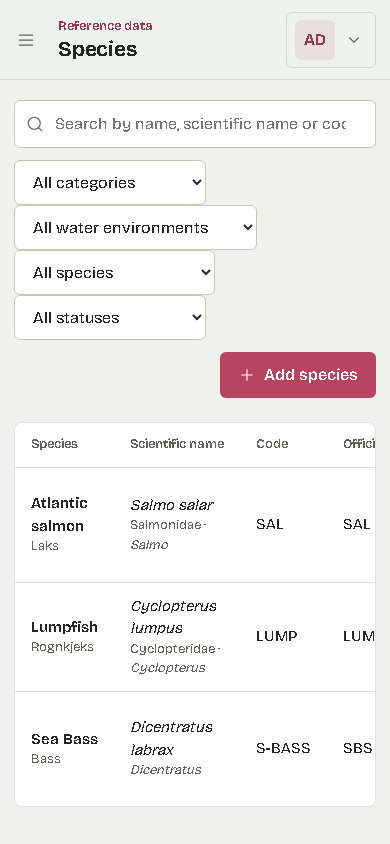 Reference data
Species
AD
Search by name, scientific name or
All categories
All water environments
All species
All statuses
+ Add species
Species Scientific name Code
Atlantic salmon
Laks
Salmo salar
Salmonidae ·
Salmo
SAL SAL
Lumpfish
Rognkjeks
Cyclopterus
lumpus
Cyclopteridae ·
Cyclopterus
LUMP LUM
Sea Bass
Bass
Dicentratus
labrax
Dicentratus
S-BASS SBS